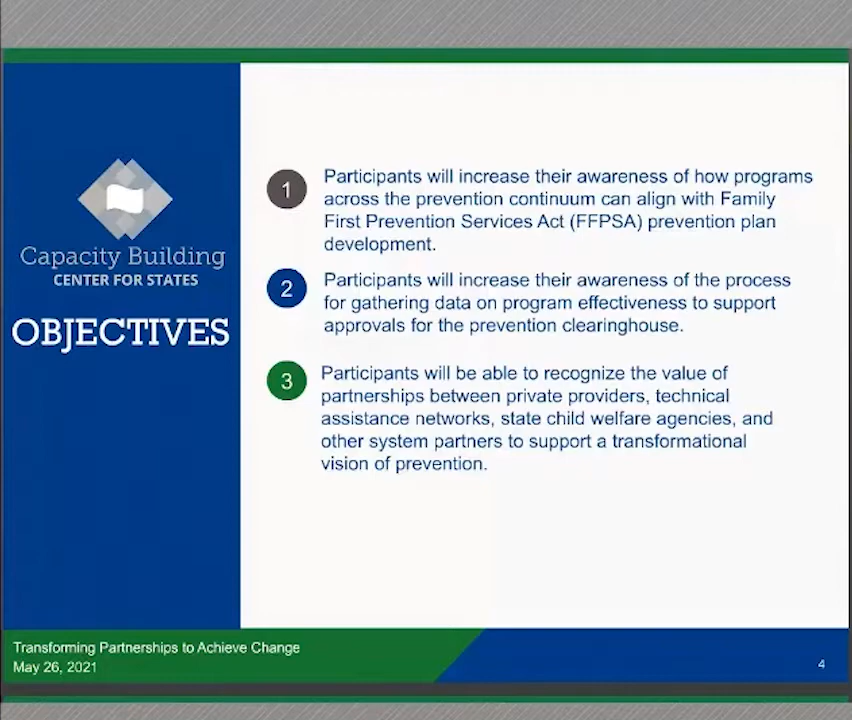 Capacity Building
CENTER FOR STATES
OBJECTIVES
1
Participants will increase their awareness of how programs
across the prevention continuum can align with Family
First Prevention Services Act (FFPSA) prevention plan
development.
2
Participants will increase their awareness of the process
for gathering data on program effectiveness to support
approvals for the prevention clearinghouse.
3
Participants will be able to recognize the value of
partnerships between private providers, technical
assistance networks, state child welfare agencies, and
other system partners to support a transformational
vision of prevention.
Transforming Partnerships to Achieve Change
May 26, 2021
4